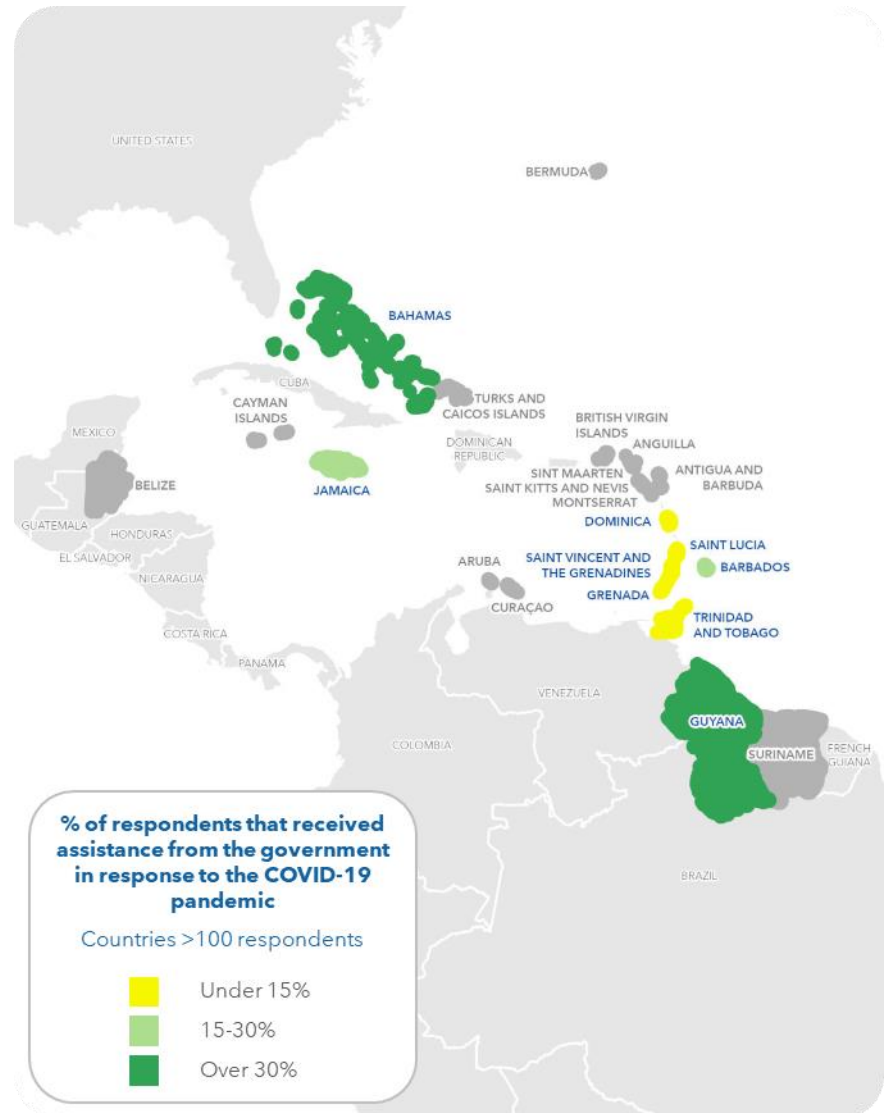 UNITED STATES
BERMUDA
BAHAMAS
CUBA
TURKS AND
CAICOS ISLANDS
CAYMAN
ISLANDS
MEXICO
DOMINICAN
REPUBLIC
BRITISH VIRGIN
ISLANDS
ANGUILLA
SINT MAARTEN
SAINT KITTS AND NEVIS
MONTSERRAT
ANTIGUA AND
BARBUDA
BELIZE
JAMAICA
GUATEMALA
HONDURAS
EL SALVADOR
NICARAGUA
DOMINICA
SAINT LUCIA
SAINT VINCENT AND
THE GRENADINES
BARBADOS
GRENADA
ARUBA
CURAÇAO
TRINIDAD
AND TOBAGO
COSTA RICA
PANAMA
VENEZUELA
GUYANA
COLOMBIA
SURINAME
FRENCH
GUIANA
BRAZIL
% of respondents that received
assistance from the government
in response to the COVID-19
pandemic
Countries >100 respondents
Under 15%
15-30%
Over 30%